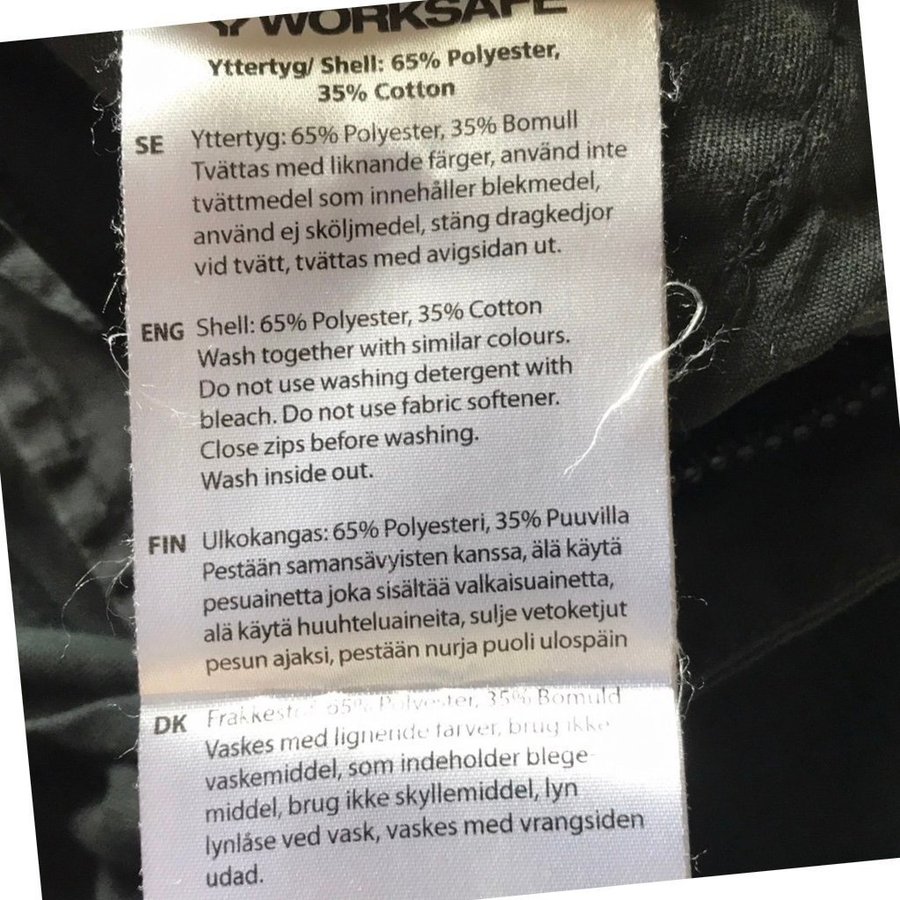 WORKSAFE
Yttertyg/ Shell: 65% Polyester,
35% Cotton
SE
Yttertyg: 65% Polyester, 35% Bomull
Tvättas med liknande färger, använd inte
tvättmedel som innehåller blekmedel,
använd ej sköljmedel, stäng dragkedjor
vid tvätt, tvättas med avigsidan ut.
ENG
Shell: 65% Polyester, 35% Cotton
Wash together with similar colours.
Do not use washing detergent with
bleach. Do not use fabric softener.
Close zips before washing.
Wash inside out.
FIN
Ulkokangas: 65% Polyesteri, 35% Puuvilla
Pestään samansävyisten kanssa, älä käytä
pesuainetta joka sisältää valkaisuainetta,
alä käytä huuhteluaineita, sulje vetoketjut
pesun ajaksi, pestään nurja puoli ulospäin
DK
65% Polyester, 35% Bomuld
Vaskes med lignende farver, brug ikke
vaskemiddel, som indeholder blege-
middel, brug ikke skyllemiddel, lyn
lynlåse ved vask, vaskes med vrangsiden
udad.